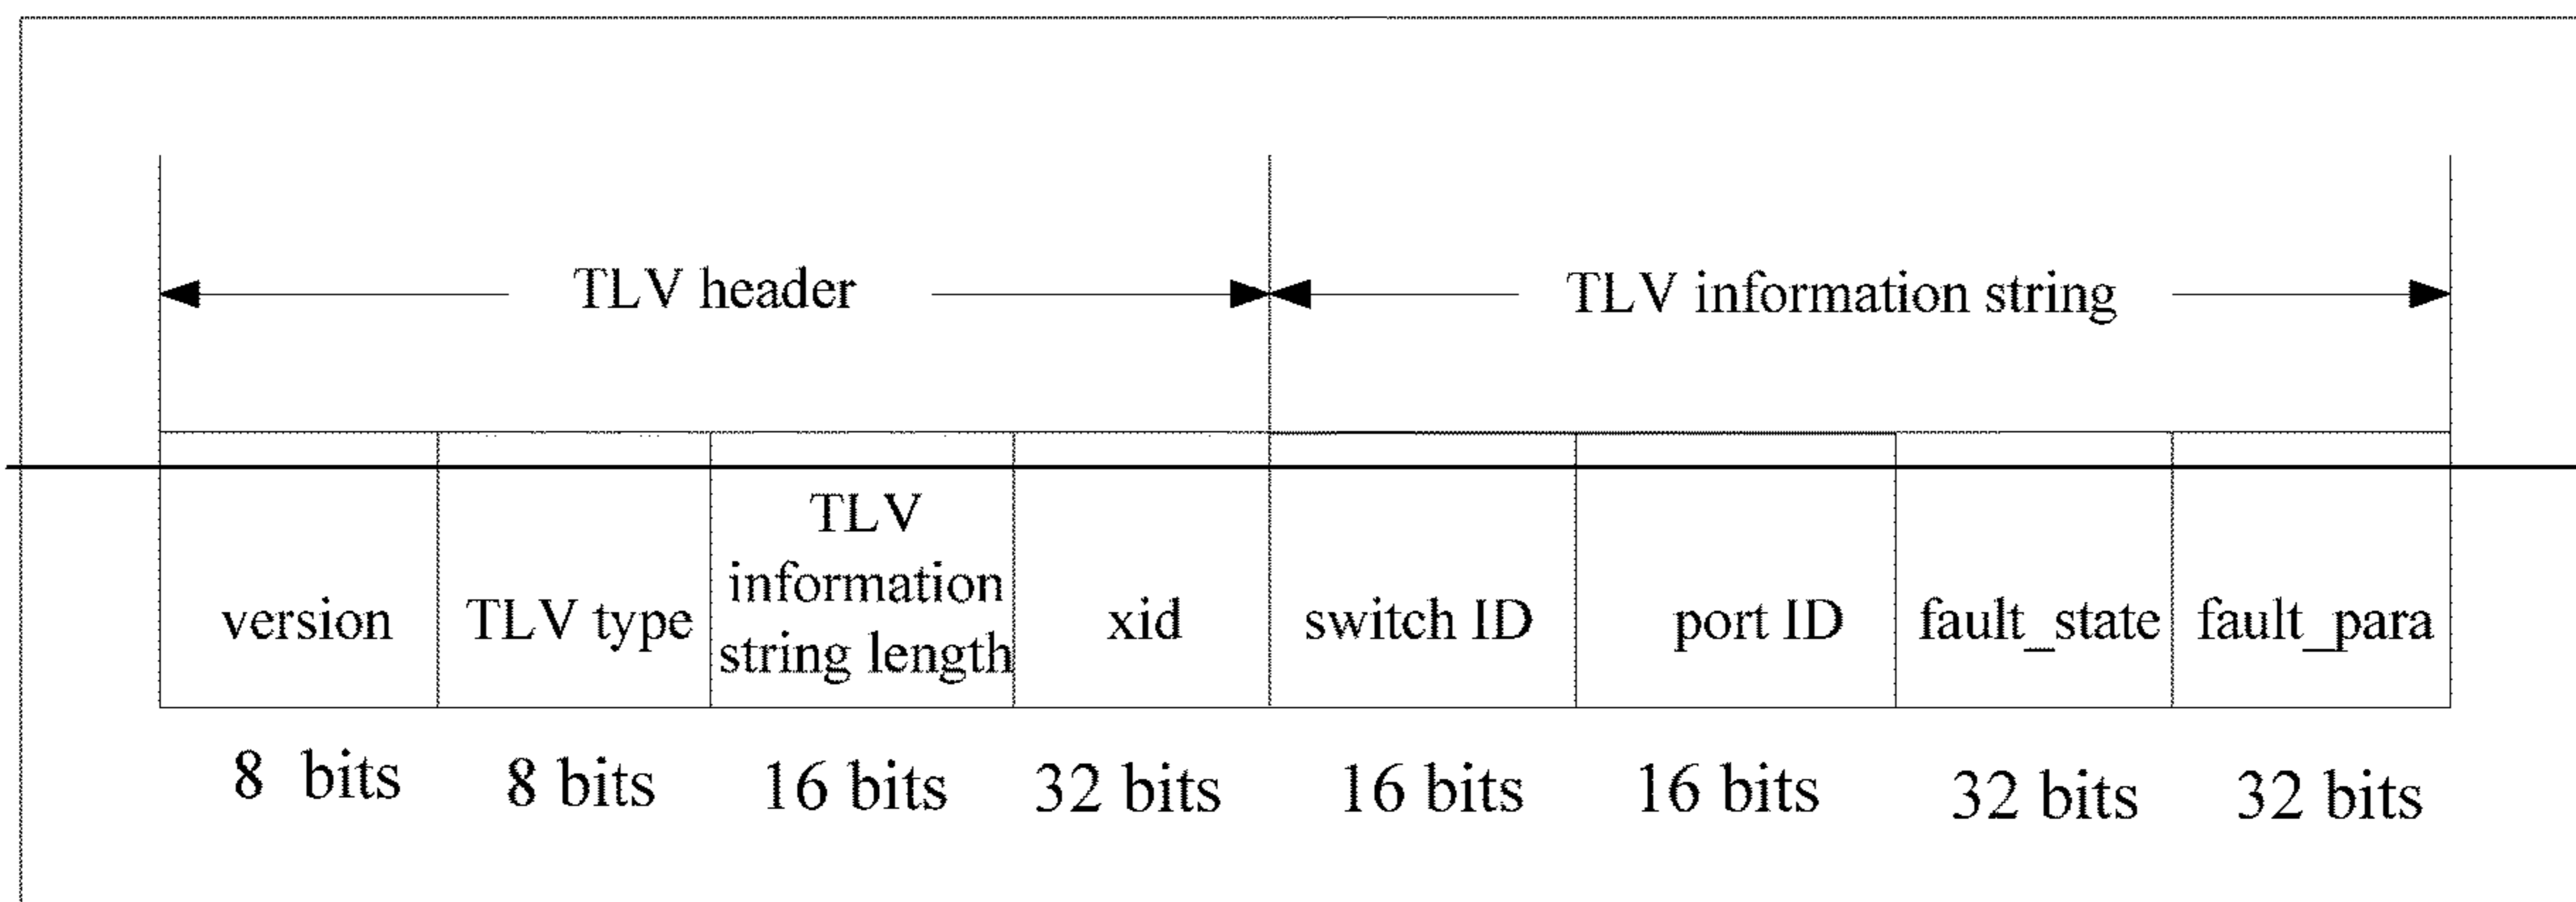 TLV header
TLV information string
version
TLV type
TLV
information
string length
xid
switch ID
port ID
fault_state
fault_para
8 bits
8 bits
16 bits
32 bits
16 bits
16 bits
32 bits
32 bits